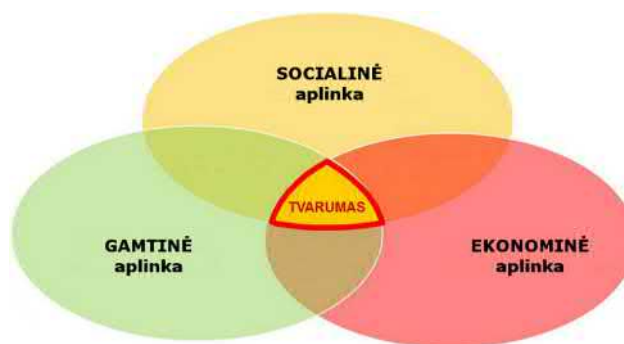 SOCIALINĖ
aplinka
TVARUMAS
GAMTINĖ
aplinka
EKONOMINĖ
aplinka